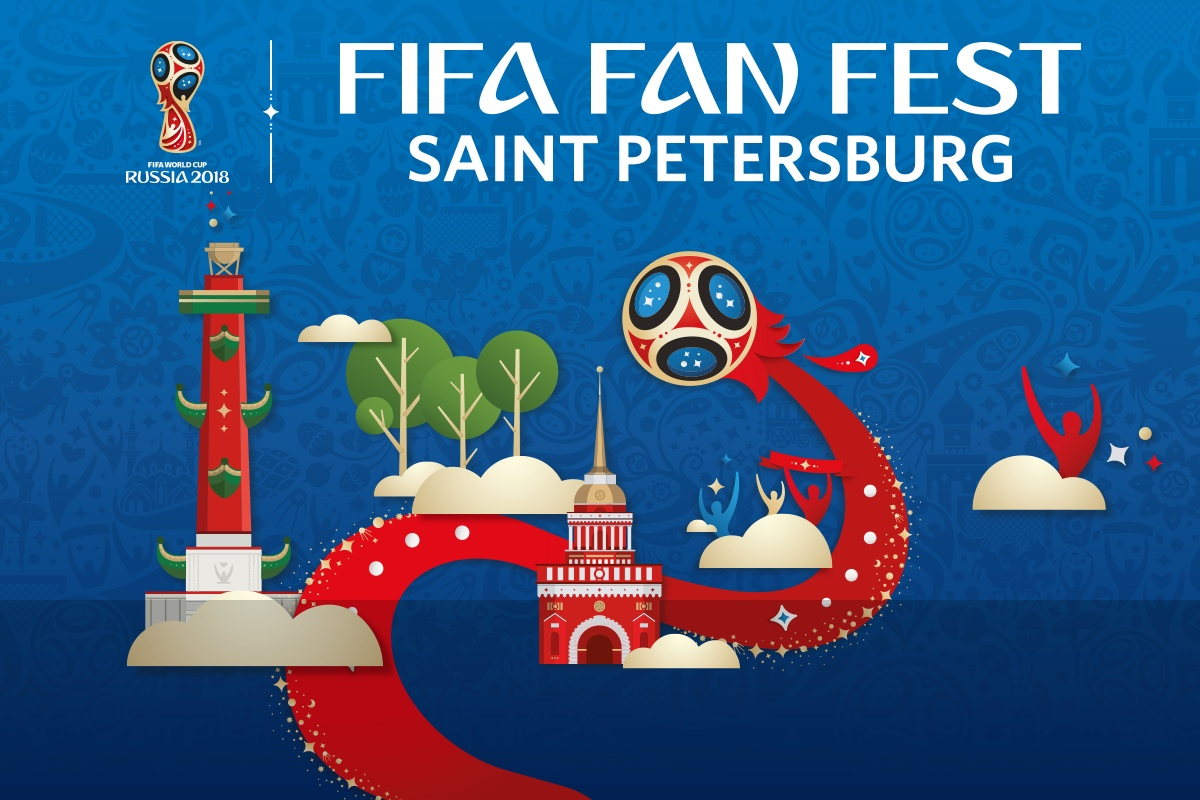 FIFA FAN FEST
SAINT PETERSBURG
FIFA WORLD CUP
RUSSIA 2018